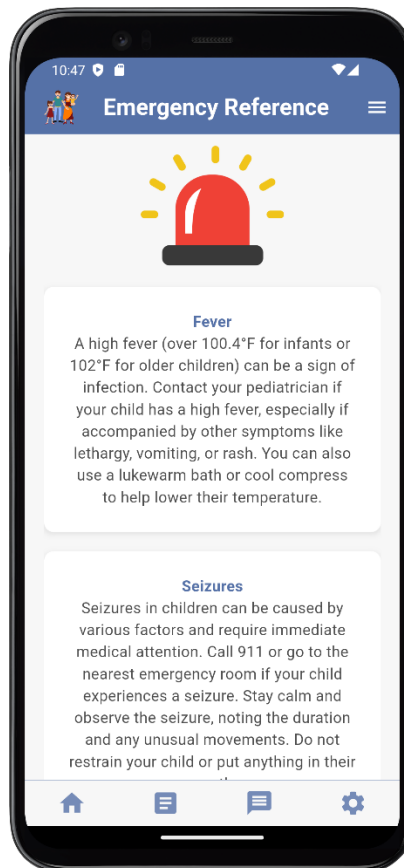 10:47
Emergency Reference
Fever
A high fever (over 100.4°F for infants or
102°F for older children) can be a sign of
infection. Contact your pediatrician if
your child has a high fever, especially if
accompanied by other symptoms like
lethargy, vomiting, or rash. You can also
use a lukewarm bath or cool compress
to help lower their temperature.
Seizures
Seizures in children can be caused by
various factors and require immediate
medical attention. Call 911 or go to the
nearest emergency room if your child
experiences a seizure. Stay calm and
observe the seizure, noting the duration
and any unusual movements. Do not
restrain your child or put anything in their